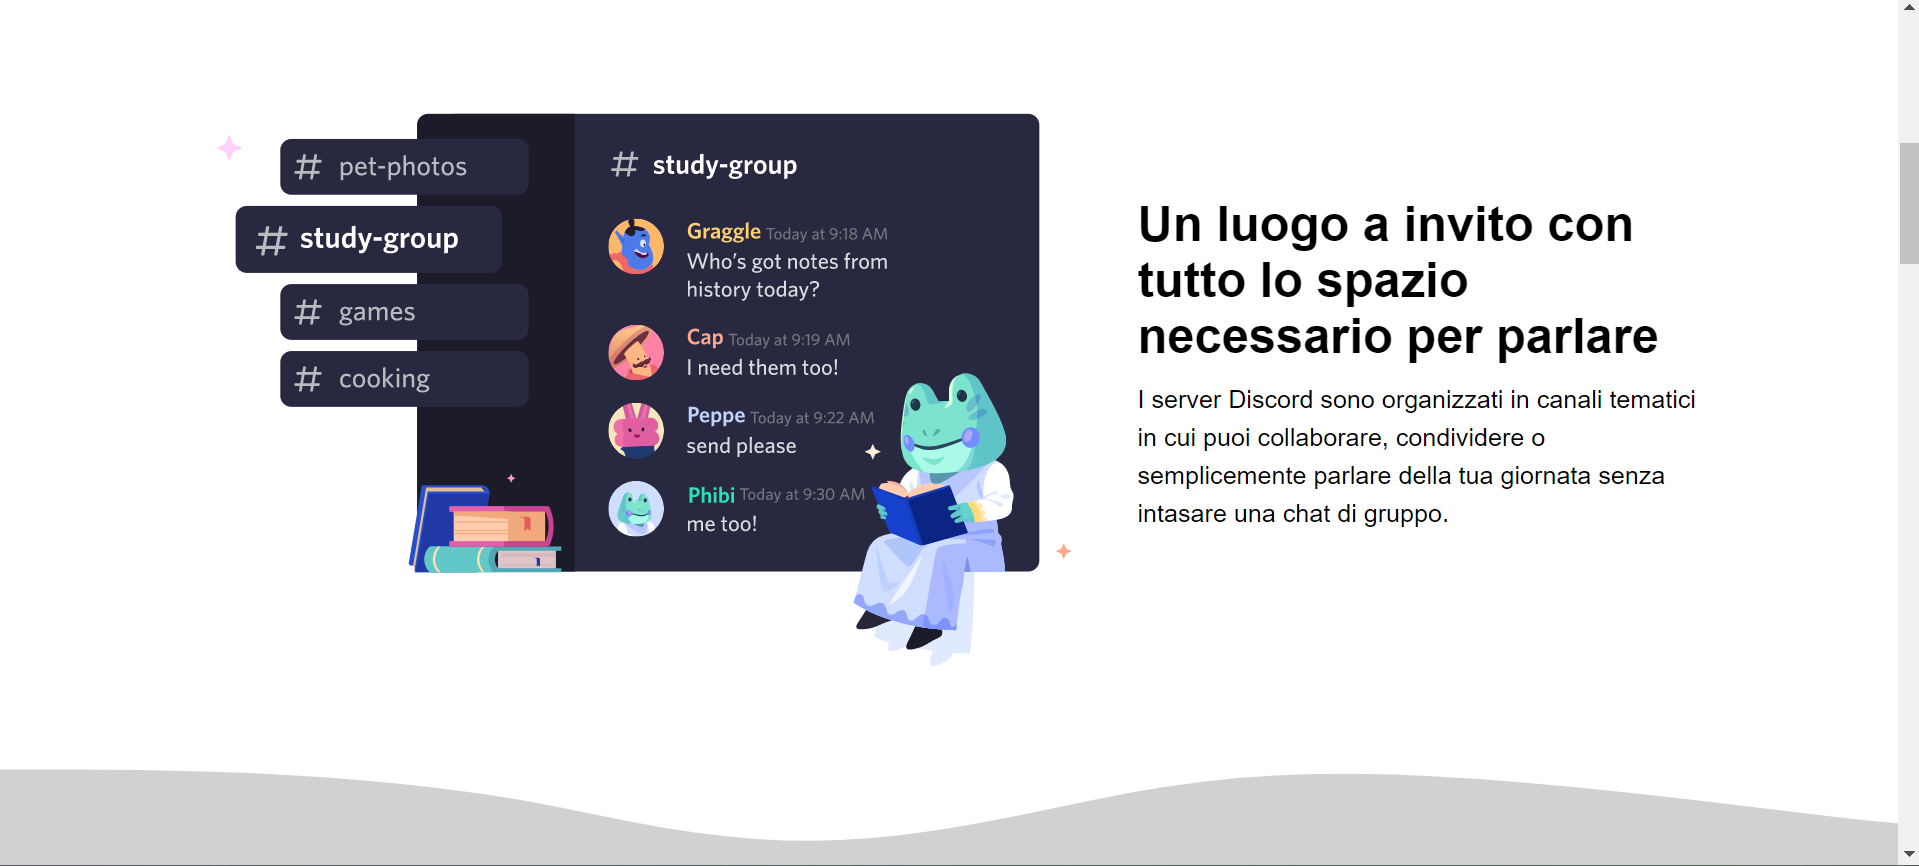 # pet-photos
# study-group
# games
# cooking
# study-group
Graggle Today at 9:18 AM
Who’s got notes from
history today?
Cap Today at 9:19 AM
I need them too!
Peppe Today at 9:22 AM
send please
Phibi Today at 9:30 AM
me too!
Un luogo a invito con
tutto lo spazio
necessario per parlare
I server Discord sono organizzati in canali tematici
in cui puoi collaborare, condividere o
semplicemente parlare della tua giornata senza
intasare una chat di gruppo.